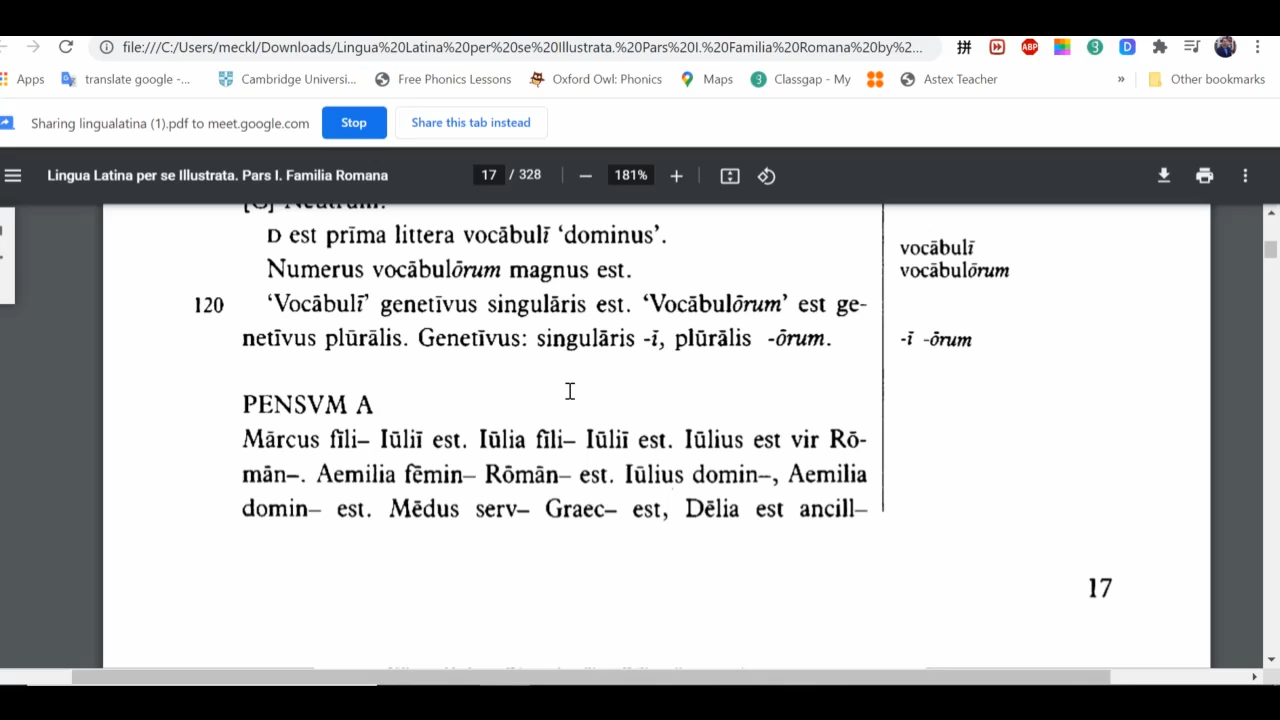 file:///C:/Users/meckl/Downloads/Lingua%20Latina%20per%20se%20Illustrata.%20Pars%20I.%20Familia%20Romana%20by%2...
Apps translate google -... Cambridge Universi... Free Phonics Lessons Oxford Owl: Phonics Maps Classgap - My Astex Teacher » Other bookmarks
Sharing lingualatina (1).pdf to meet.google.com Stop Share this tab instead
Lingua Latina per se Illustrata. Pars I. Familia Romana 17 / 328 181%
D est prīma littera vocābulī ‘dominus’.
vocābulī
Numerus vocābulōrum magnus est.
vocābulōrum
120 ‘Vocābulī’ genetīvus singulāris est. ‘Vocābulōrum’ est ge-
netīvus plūrālis. Genetīvus: singulāris -ī, plūrālis -ōrum.
-ī -ōrum
PENSVM A
Mārcus fīli– Iūliī est. Iūlia fīli– Iūliī est. Iūlius est vir Rō-
mān–. Aemilia fēmin– Rōmān– est. Iūlius domin–, Aemilia
domin– est. Mēdus serv– Graec– est, Dēlia est ancill–
17